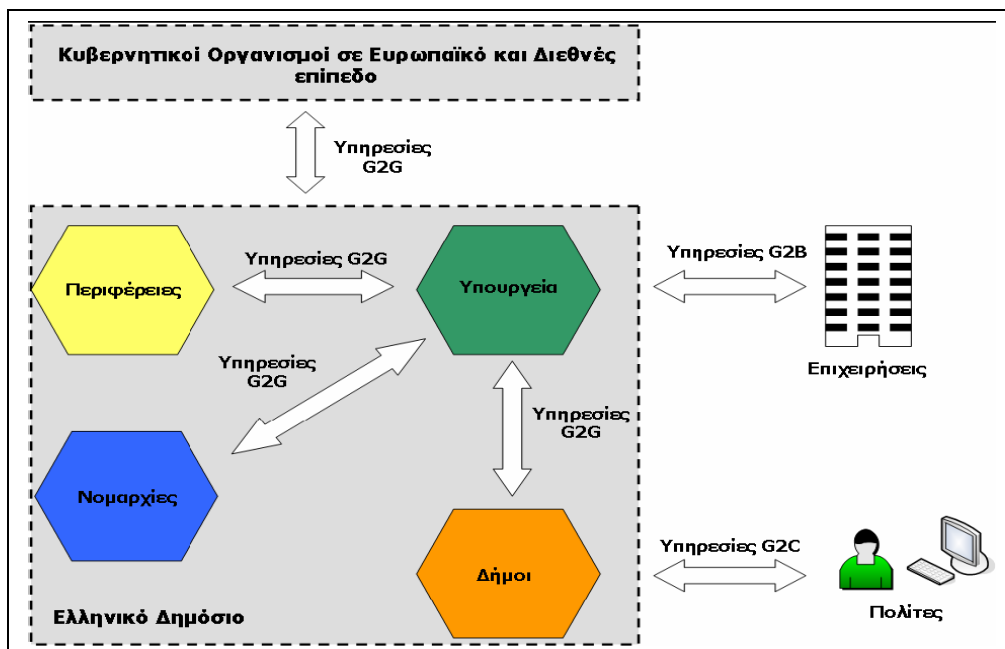 Κυβερνητικοί Οργανισμοί σε Ευρωπαϊκό και Διεθνές
επίπεδο
Υπηρεσίες
G2G
Περιφέρειες
Υπηρεσίες G2G
Υπουργεία
Υπηρεσίες G2B
Επιχειρήσεις
Υπηρεσίες
G2G
Υπηρεσίες
G2G
Νομαρχίες
Δήμοι
Υπηρεσίες G2C
Πολίτες
Ελληνικό Δημόσιο